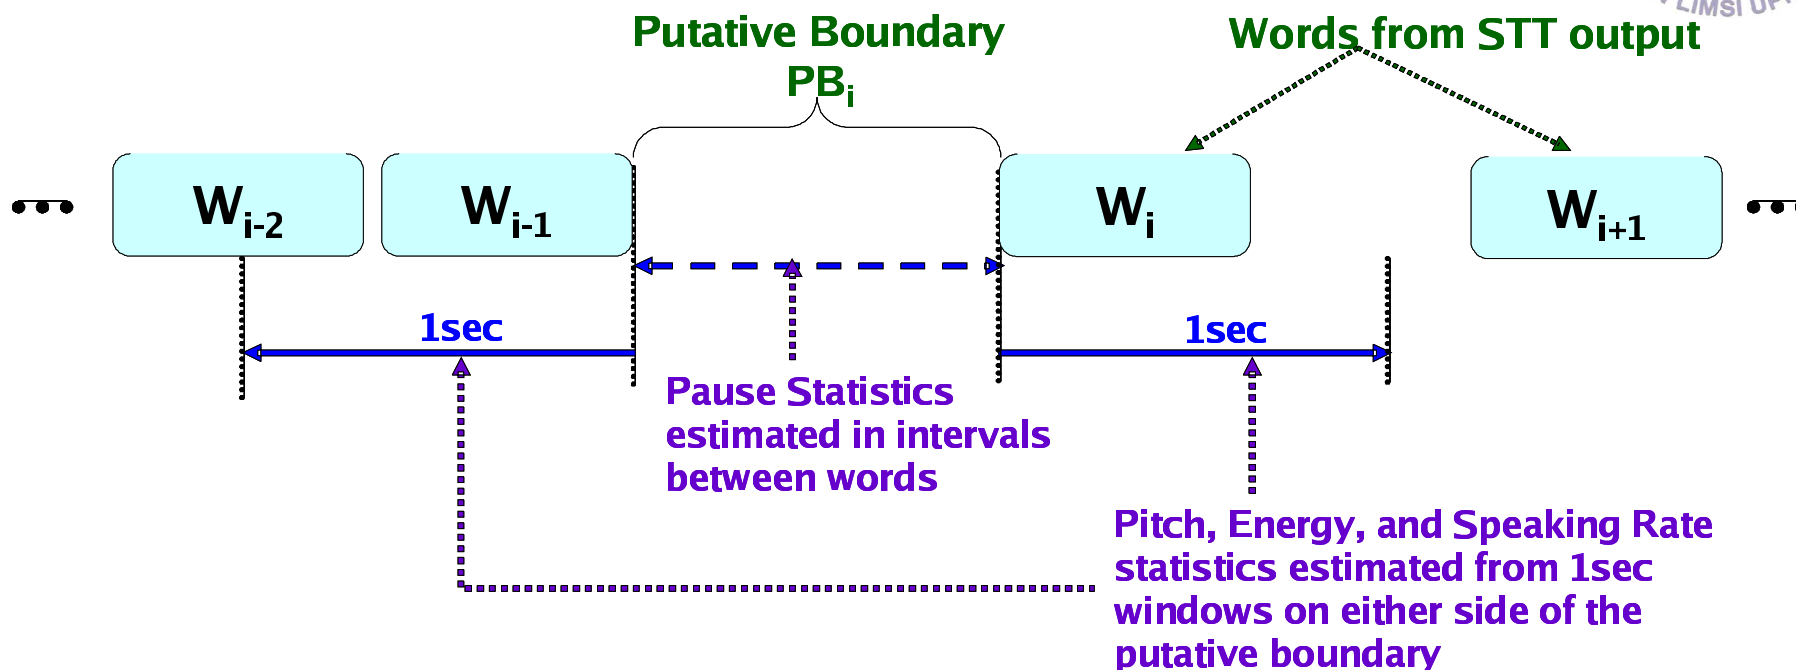 LIMSI
Putative Boundary
PBi
Words from STT output
Wi-2
Wi-1
Wi
Wi+1
1sec
1sec
Pause Statistics
estimated in intervals
between words
Pitch, Energy, and Speaking Rate
statistics estimated from 1sec
windows on either side of the
putative boundary